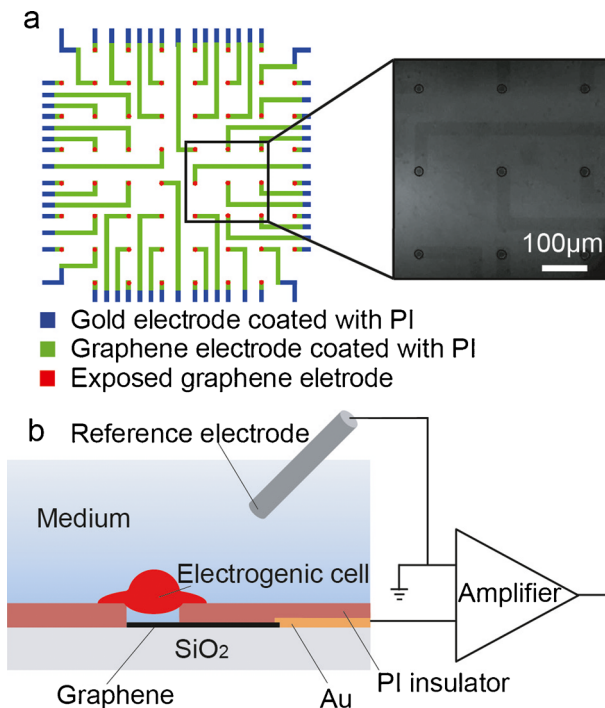 a
100µm
Gold electrode coated with PI
Graphene electrode coated with PI
Exposed graphene eletrode
b
Reference electrode
Medium
Electrogenic cell
Amplifier
SiO₂
Graphene
Au
PI insulator